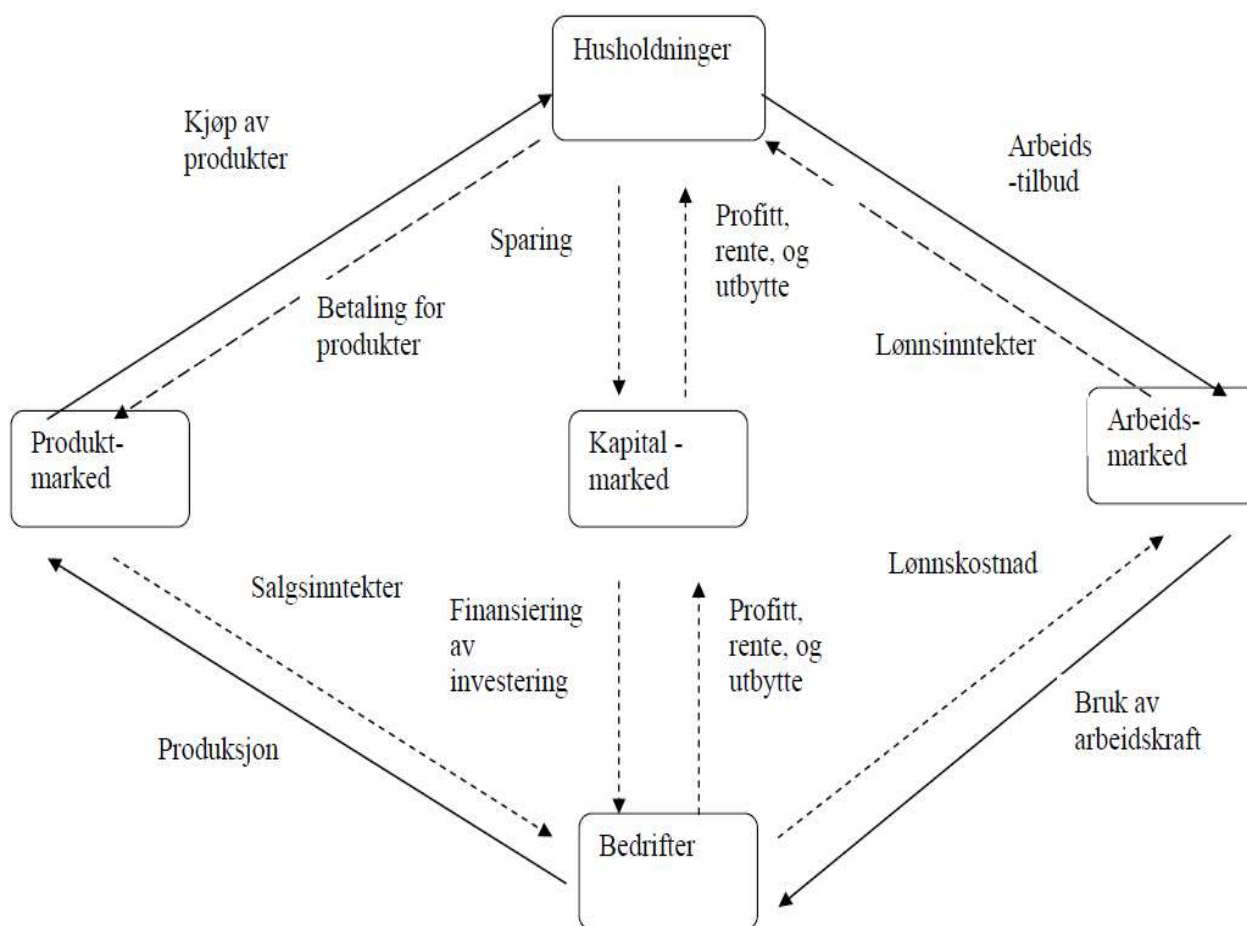 Husholdninger
Kjøp av
produkter
Arbeids
-tilbud
Sparing
Profitt,
rente, og
utbytte
Betaling for
produkter
Lønnsinntekter
Produkt-
marked
Kapital -
marked
Arbeids-
marked
Salgsinntekter
Finansiering
av
investering
Profitt,
rente, og
utbytte
Lønnskostnad
Produksjon
Bruk av
arbeidskraft
Bedrifter